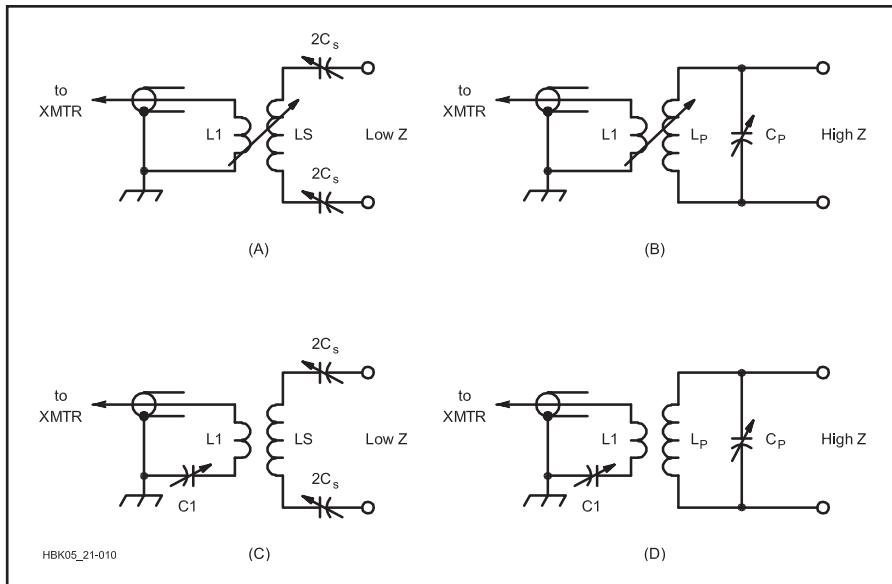 2Cs
to
XMTR
L1
LS
Low Z
2Cs
(A)
to
XMTR
L1
LP
CP
High Z
(B)
2Cs
to
XMTR
L1
LS
Low Z
C1
2Cs
(C)
to
XMTR
L1
LP
CP
High Z
C1
(D)
HBK05_21-010